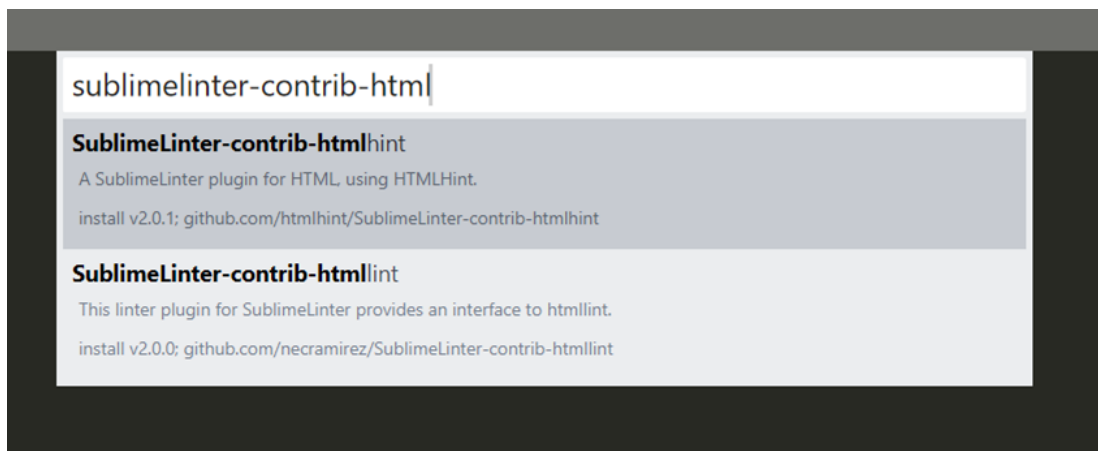 sublimelinter-contrib-html
SublimeLinter-contrib-htmlhint
A SublimeLinter plugin for HTML, using HTMLHint.
install v2.0.1; github.com/htmlhint/SublimeLinter-contrib-htmlhint
SublimeLinter-contrib-htmllint
This linter plugin for SublimeLinter provides an interface to htmllint.
install v2.0.0; github.com/necramirez/SublimeLinter-contrib-htmllint